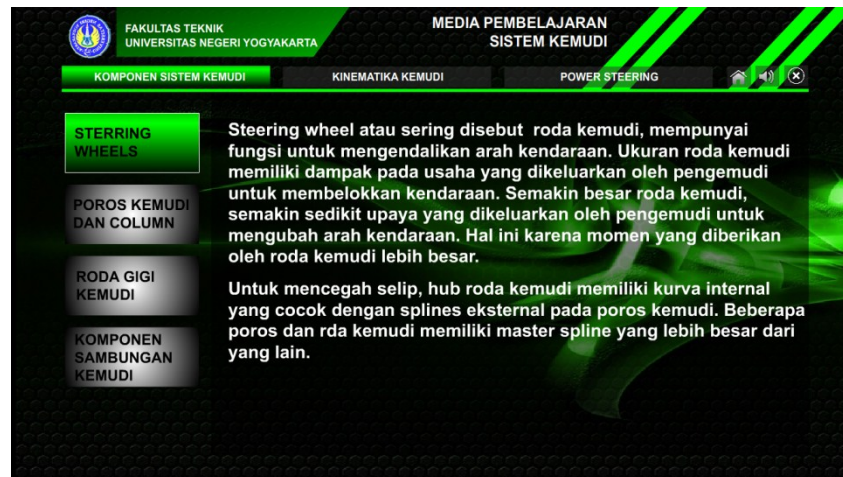 FAKULTAS TEKNIK
UNIVERSITAS NEGERI YOGYAKARTA
MEDIA PEMBELAJARAN
SISTEM KEMUDI
KOMPONEN SISTEM KEMUDI
KINEMATIKA KEMUDI
POWER STEERING
STERRING
WHEELS
POROS KEMUDI
DAN COLUMN
RODA GIGI
KEMUDI
KOMPONEN
SAMBUNGAN
KEMUDI
Steering wheel atau sering disebut roda kemudi, mempunyai
fungsi untuk mengendalikan arah kendaraan. Ukuran roda kemudi
memiliki dampak pada usaha yang dikeluarkan oleh pengemudi
untuk membelokkan kendaraan. Semakin besar roda kemudi,
semakin sedikit upaya yang dikeluarkan oleh pengemudi untuk
mengubah arah kendaraan. Hal ini karena momen yang diberikan
oleh roda kemudi lebih besar.
Untuk mencegah selip, hub roda kemudi memiliki kurva internal
yang cocok dengan splines eksternal pada poros kemudi. Beberapa
poros dan rda kemudi memiliki master spline yang lebih besar dari
yang lain.